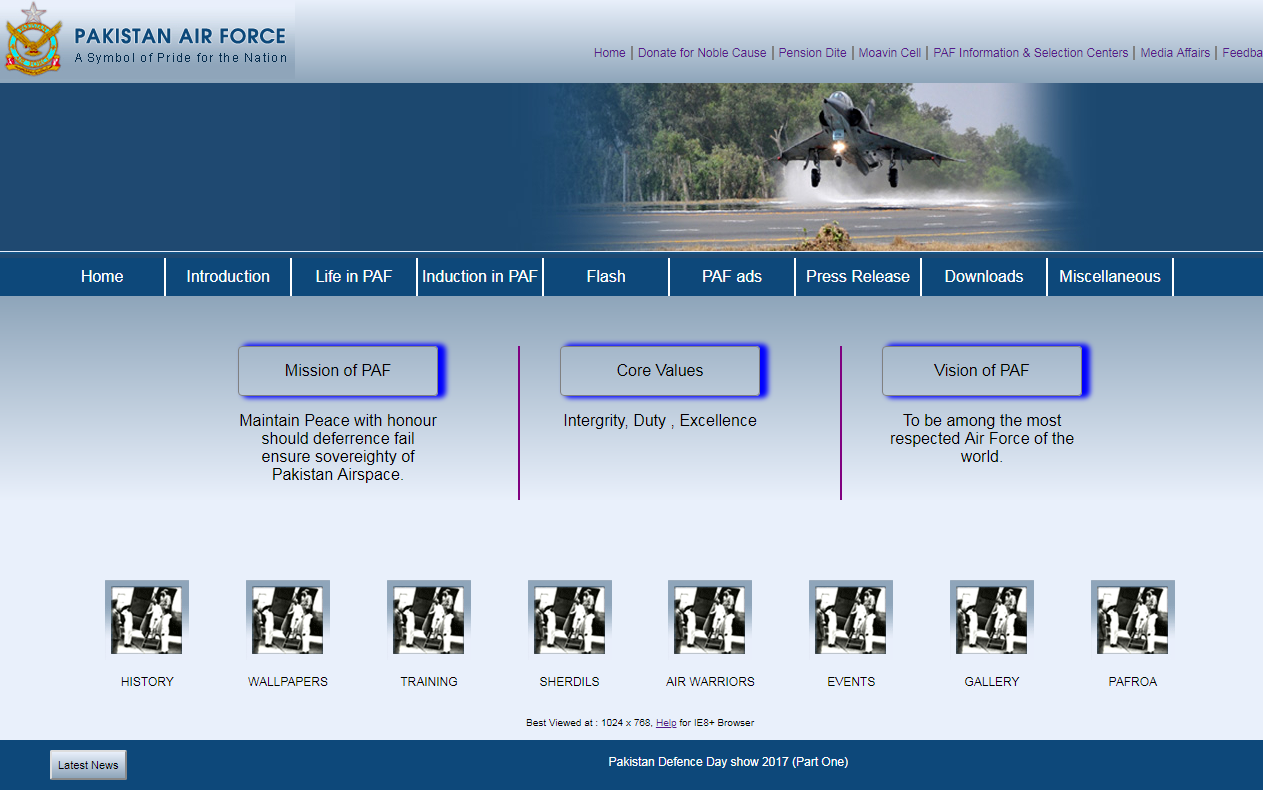 PAKISTAN AIR FORCE
A Symbol of Pride for the Nation
Home | Donate for Noble Cause | Pension Dite | Moavin Cell | PAF Information & Selection Centers | Media Affairs | Feedba
Home Introduction Life in PAF Induction in PAF Flash PAF ads Press Release Downloads Miscellaneous
Mission of PAF
Maintain Peace with honour
should deferrence fail
ensure sovereighty of
Pakistan Airspace.
Core Values
Intergrity, Duty , Excellence
Vision of PAF
To be among the most
respected Air Force of the
world.
HISTORY WALLPAPERS TRAINING SHERDILS AIR WARRIORS EVENTS GALLERY PAFROA
Best Viewed at : 1024 x 768, Help for IE8+ Browser
Latest News
Pakistan Defence Day show 2017 (Part One)